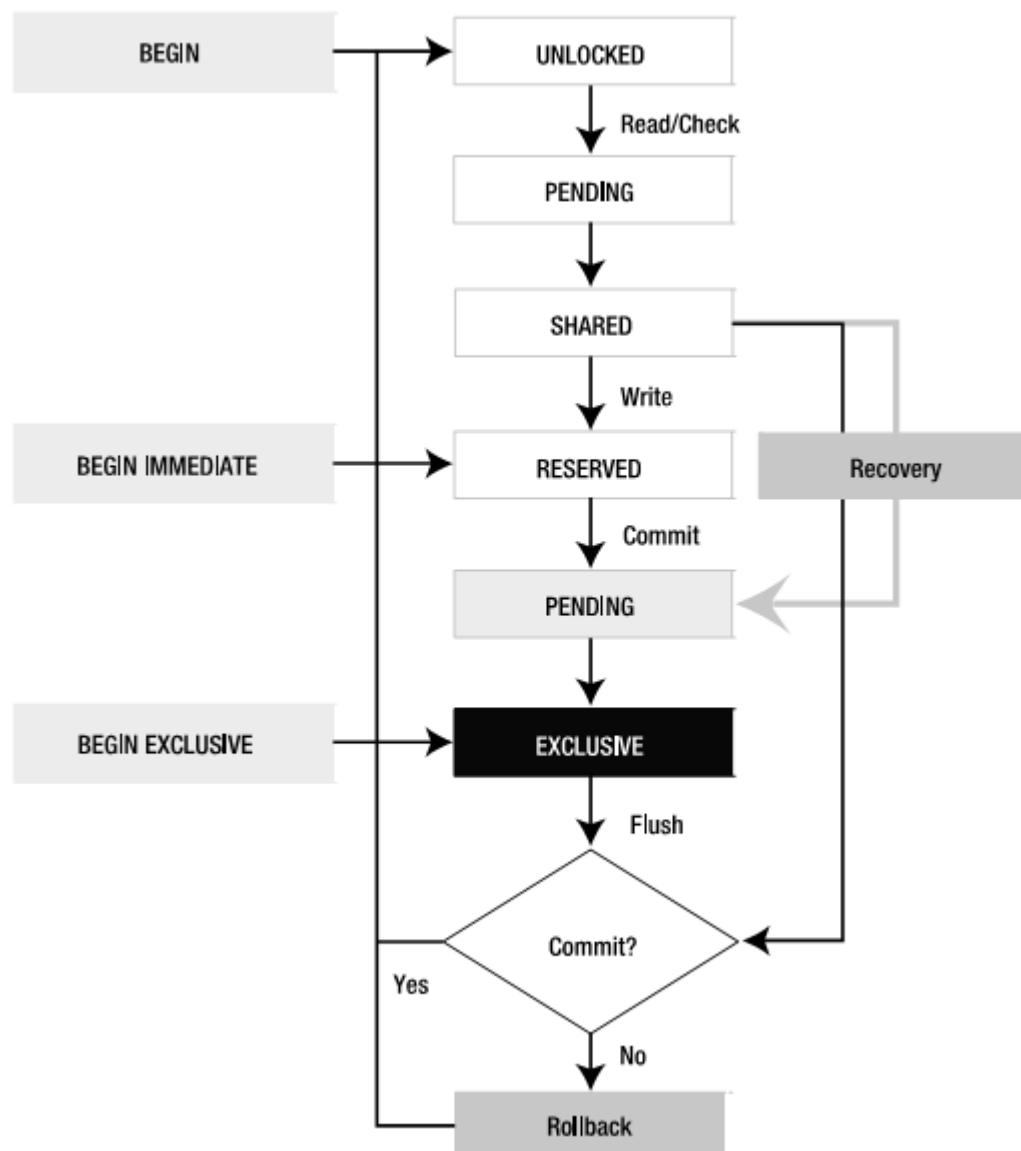 BEGIN
UNLOCKED
Read/Check
PENDING
SHARED
Write
BEGIN IMMEDIATE
RESERVED
Recovery
Commit
PENDING
BEGIN EXCLUSIVE
EXCLUSIVE
Flush
Commit?
Yes
No
Rollback